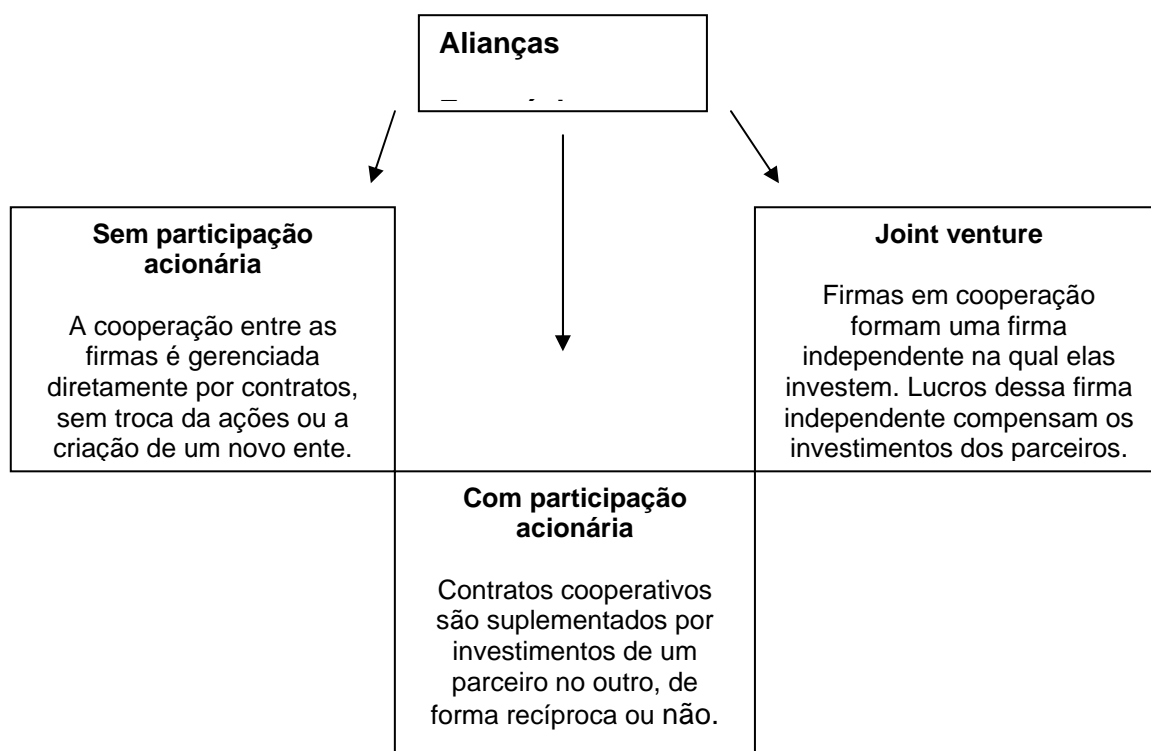 Alianças
Sem participação
acionária
A cooperação entre as
firmas é gerenciada
diretamente por contratos,
sem troca da ações ou a
criação de um novo ente.
Joint venture
Firmas em cooperação
formam uma firma
independente na qual elas
investem. Lucros dessa firma
independente compensam os
investimentos dos parceiros.
Com participação
acionária
Contratos cooperativos
são suplementados por
investimentos de um
parceiro no outro, de
forma recíproca ou não.